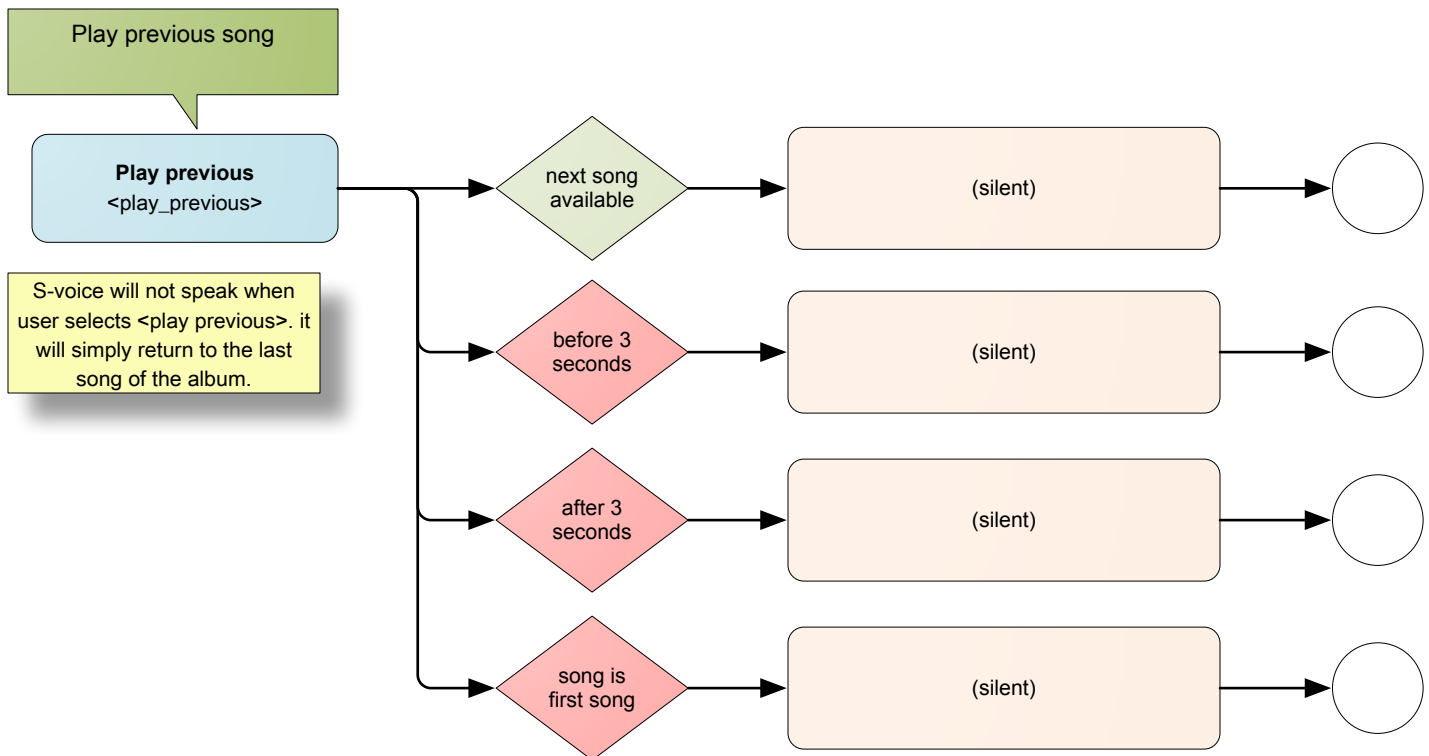 Play previous song
Play previous
<play_previous>
S-voice will not speak when
user selects <play previous>. it
will simply return to the last
song of the album.
next song
available
(silent)
before 3
seconds
(silent)
after 3
seconds
(silent)
song is
first song
(silent)